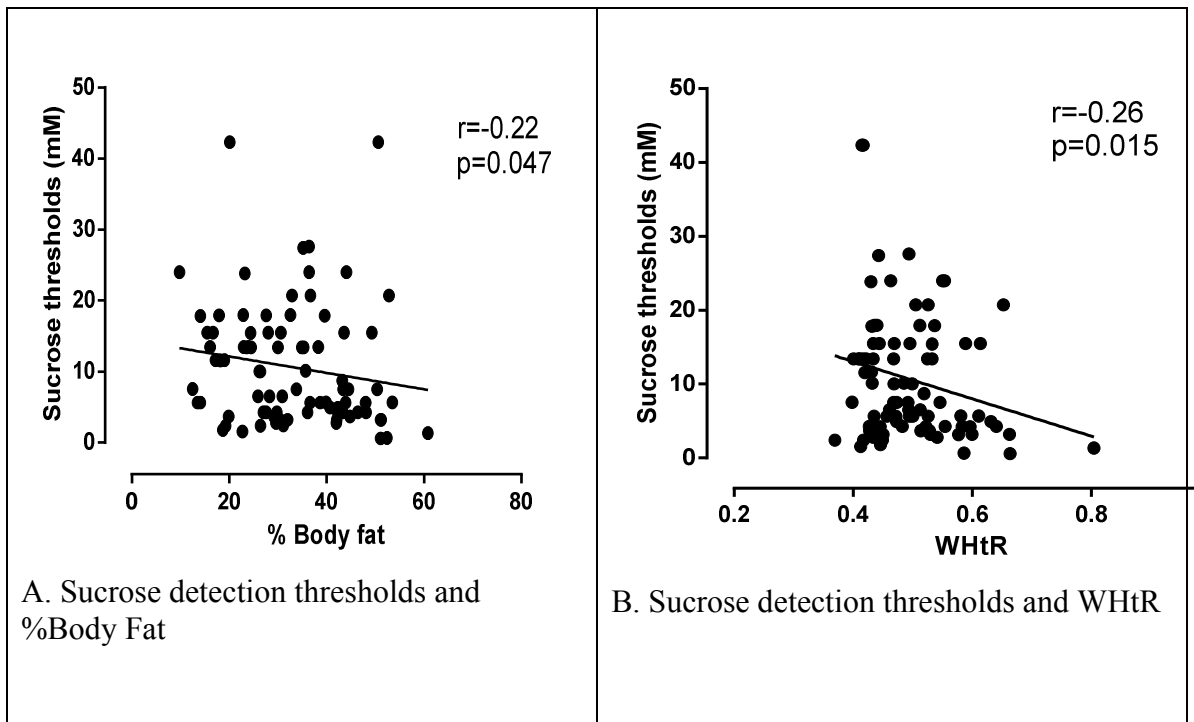 50
40
30
20
10
0
Sucrose thresholds (mM)
r=-0.22
p=0.047
0 20 40 60 80
% Body fat
A. Sucrose detection thresholds and
%Body Fat
50
40
30
20
10
0
Sucrose thresholds (mM)
r=-0.26
p=0.015
0.2 0.4 0.6 0.8
WHtR
B. Sucrose detection thresholds and WHtR